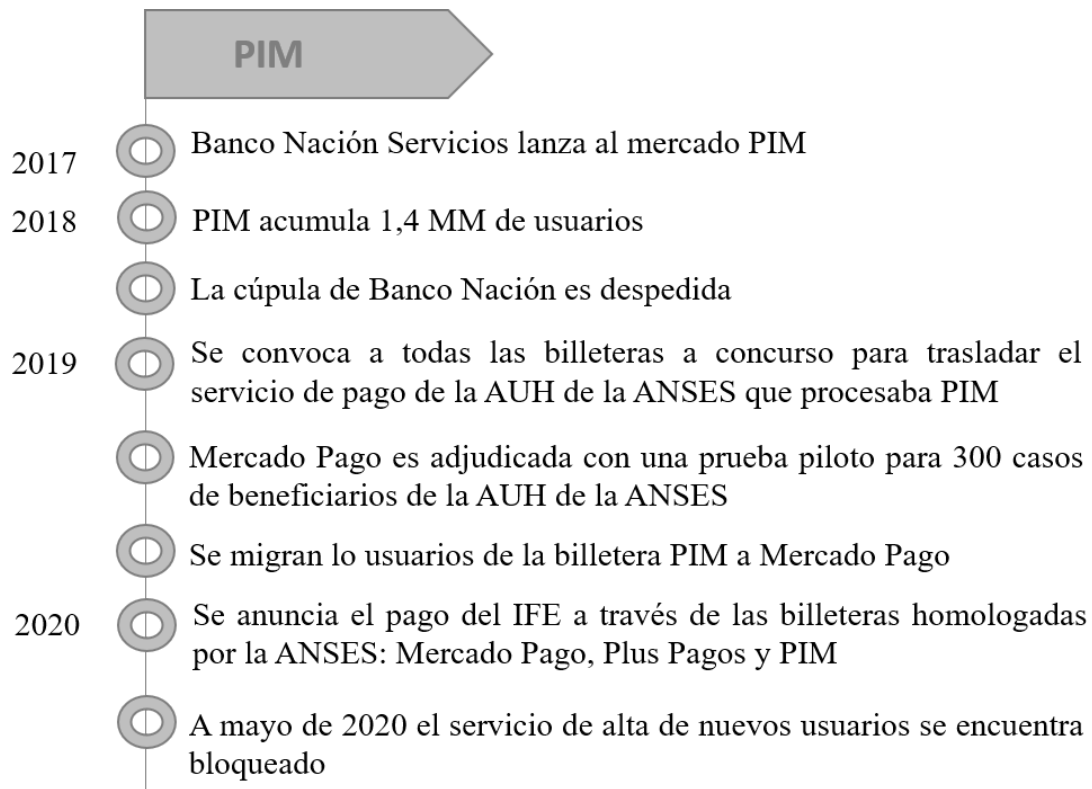 PIM
2017 Banco Nación Servicios lanza al mercado PIM
2018 PIM acumula 1,4 MM de usuarios
La cúpula de Banco Nación es despedida
2019 Se convoca a todas las billeteras a concurso para trasladar el
servicio de pago de la AUH de la ANSES que procesaba PIM
Mercado Pago es adjudicada con una prueba piloto para 300 casos
de beneficiarios de la AUH de la ANSES
Se migran lo usuarios de la billetera PIM a Mercado Pago
2020 Se anuncia el pago del IFE a través de las billeteras homologadas
por la ANSES: Mercado Pago, Plus Pagos y PIM
A mayo de 2020 el servicio de alta de nuevos usuarios se encuentra
bloqueado